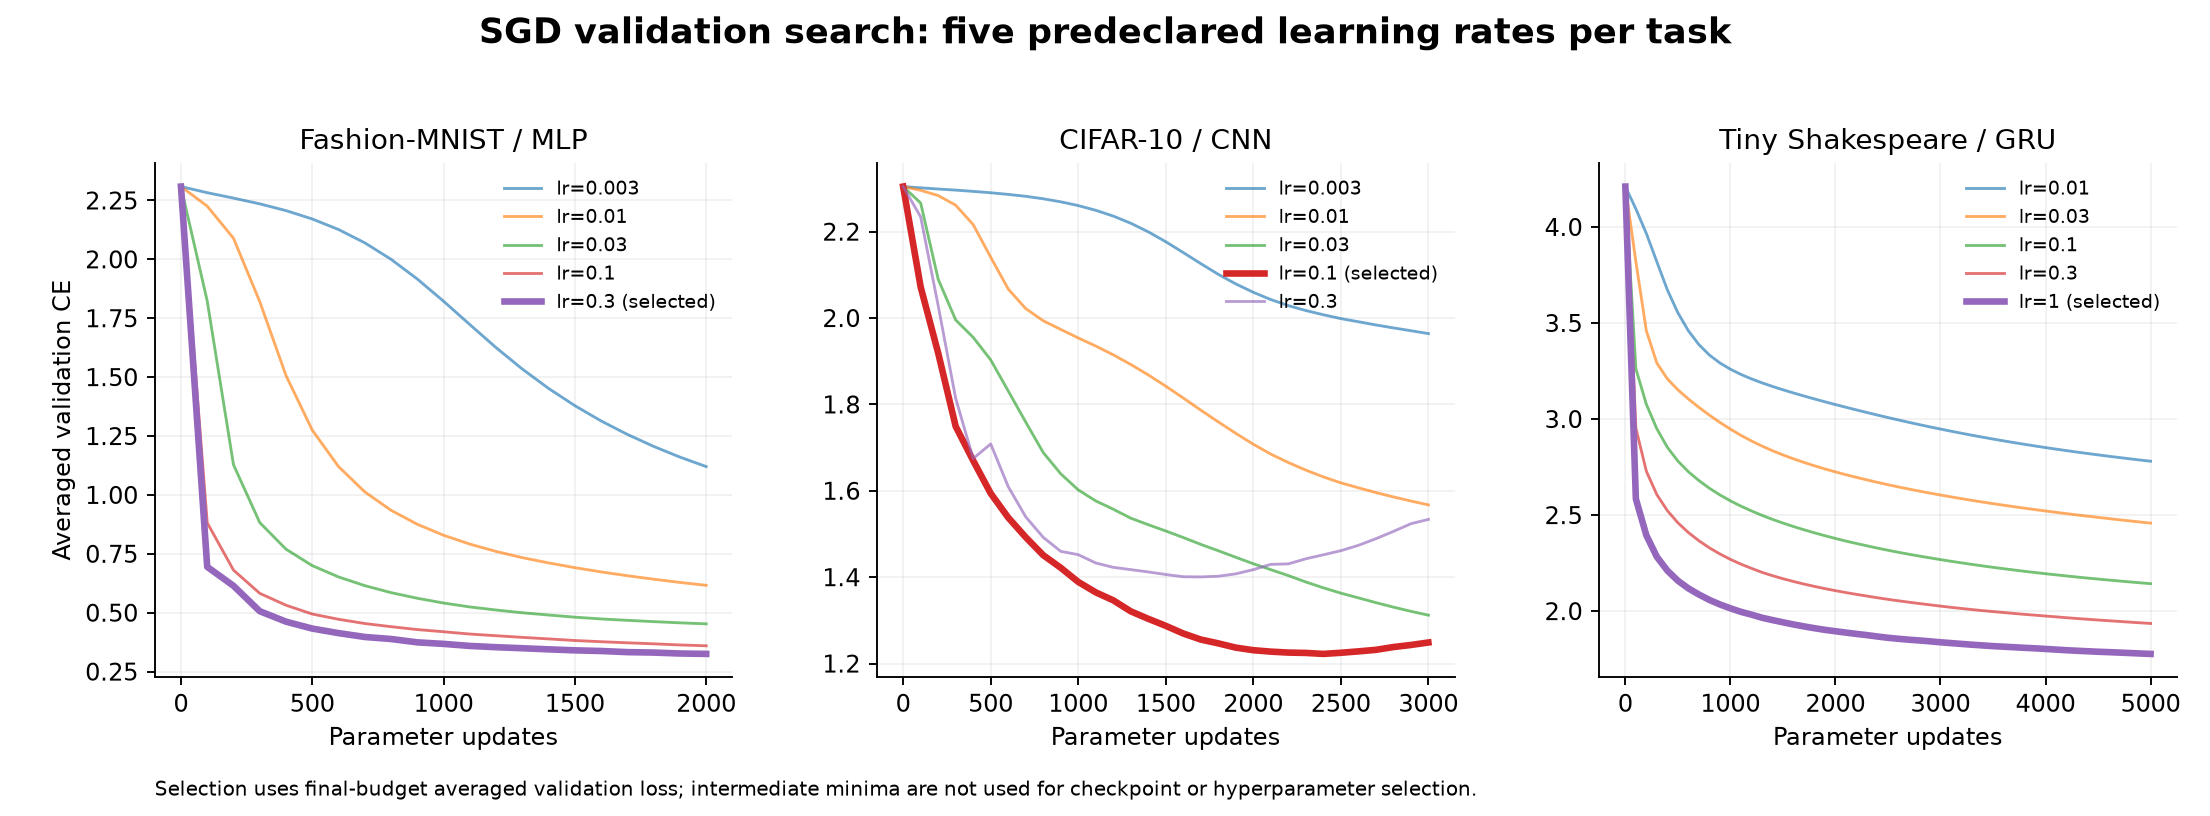 SGD validation search: five predeclared learning rates per task
Fashion-MNIST / MLP
Averaged validation CE
2.25
2.00
1.75
1.50
1.25
1.00
0.75
0.50
0.25
lr=0.003
lr=0.01
lr=0.03
lr=0.1
lr=0.3 (selected)
0 500 1000 1500 2000
Parameter updates
CIFAR-10 / CNN
2.2
2.0
1.8
1.6
1.4
1.2
lr=0.003
lr=0.01
lr=0.03
lr=0.1 (selected)
lr=0.3
0 500 1000 1500 2000 2500 3000
Parameter updates
Tiny Shakespeare / GRU
4.0
3.5
3.0
2.5
2.0
lr=0.01
lr=0.03
lr=0.1
lr=0.3
lr=1 (selected)
0 1000 2000 3000 4000 5000
Parameter updates
Selection uses final-budget averaged validation loss; intermediate minima are not used for checkpoint or hyperparameter selection.